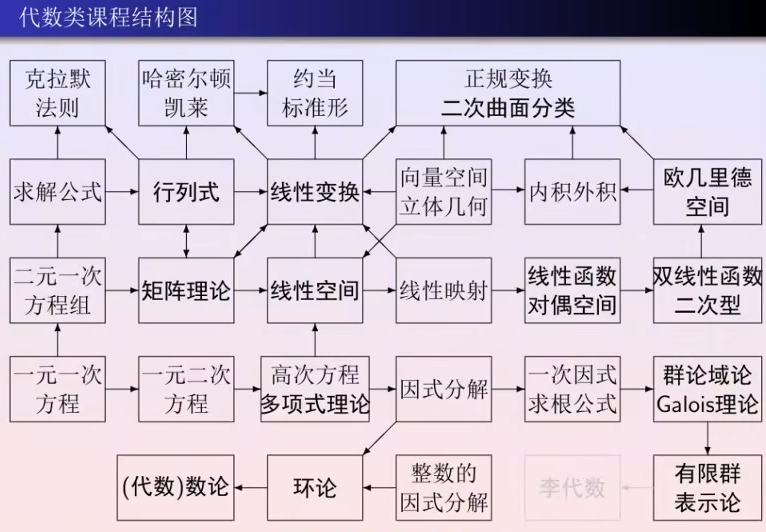 代数类课程结构图
克拉默
法则
哈密尔顿
凯莱
约当
标准形
正规变换
二次曲面分类
求解公式
行列式
线性变换
向量空间
立体几何
内积外积
欧几里德
空间
二元一次
方程组
矩阵理论
线性空间
线性映射
线性函数
对偶空间
双线性函数
二次型
一元一次
方程
一元二次
方程
高次方程
多项式理论
因式分解
一次因式
求根公式
群论域论
Galois理论
(代数)数论
环论
整数的
因式分解
李代数
有限群
表示论